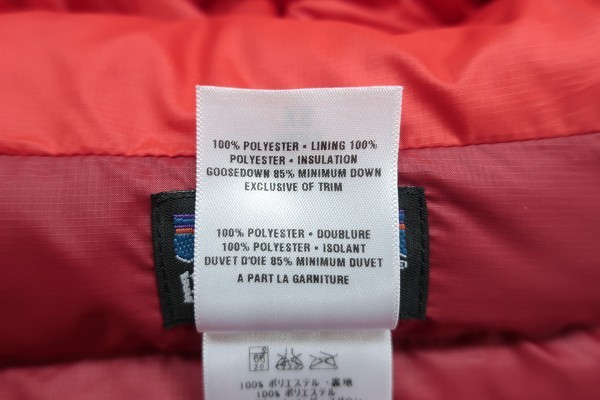 100% POLYESTER • LINING 100%
POLYESTER • INSULATION
GOOSEDOWN 85% MINIMUM DOWN
EXCLUSIVE OF TRIM
100% POLYESTER • DOUBLURE
100% POLYESTER • ISOLANT
DUVET D'OIE 85% MINIMUM DUVET
A PART LA GARNITURE
100% ポリエステル・裏地
100% ポリエステル